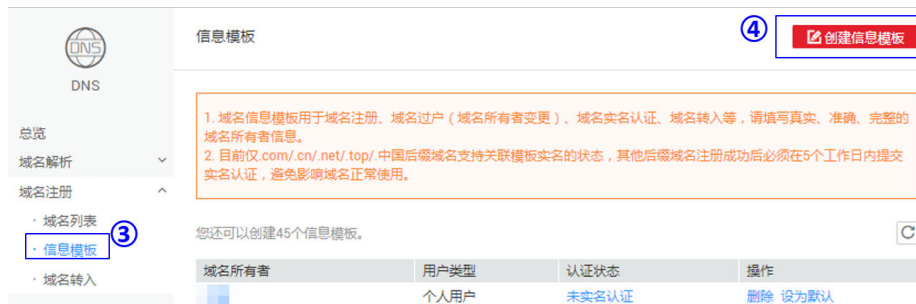 DNS
DNS
总览
域名解析
域名注册
· 域名列表
③
· 信息模板
· 域名转入
信息模板
④
创建信息模板
1. 域名信息模板用于域名注册、域名过户（域名所有者变更）、域名实名认证、域名转入等，请填写真实、准确、完整的
域名所有者信息。
2. 目前仅.com/.cn/.net/.top/.中国后缀域名支持关联模板实名的状态，其他后缀域名注册成功后必须在5个工作日内提交
实名认证，避免影响域名正常使用。
您还可以创建45个信息模板。
域名所有者 用户类型 认证状态 操作
个人用户 未实名认证 删除 设为默认